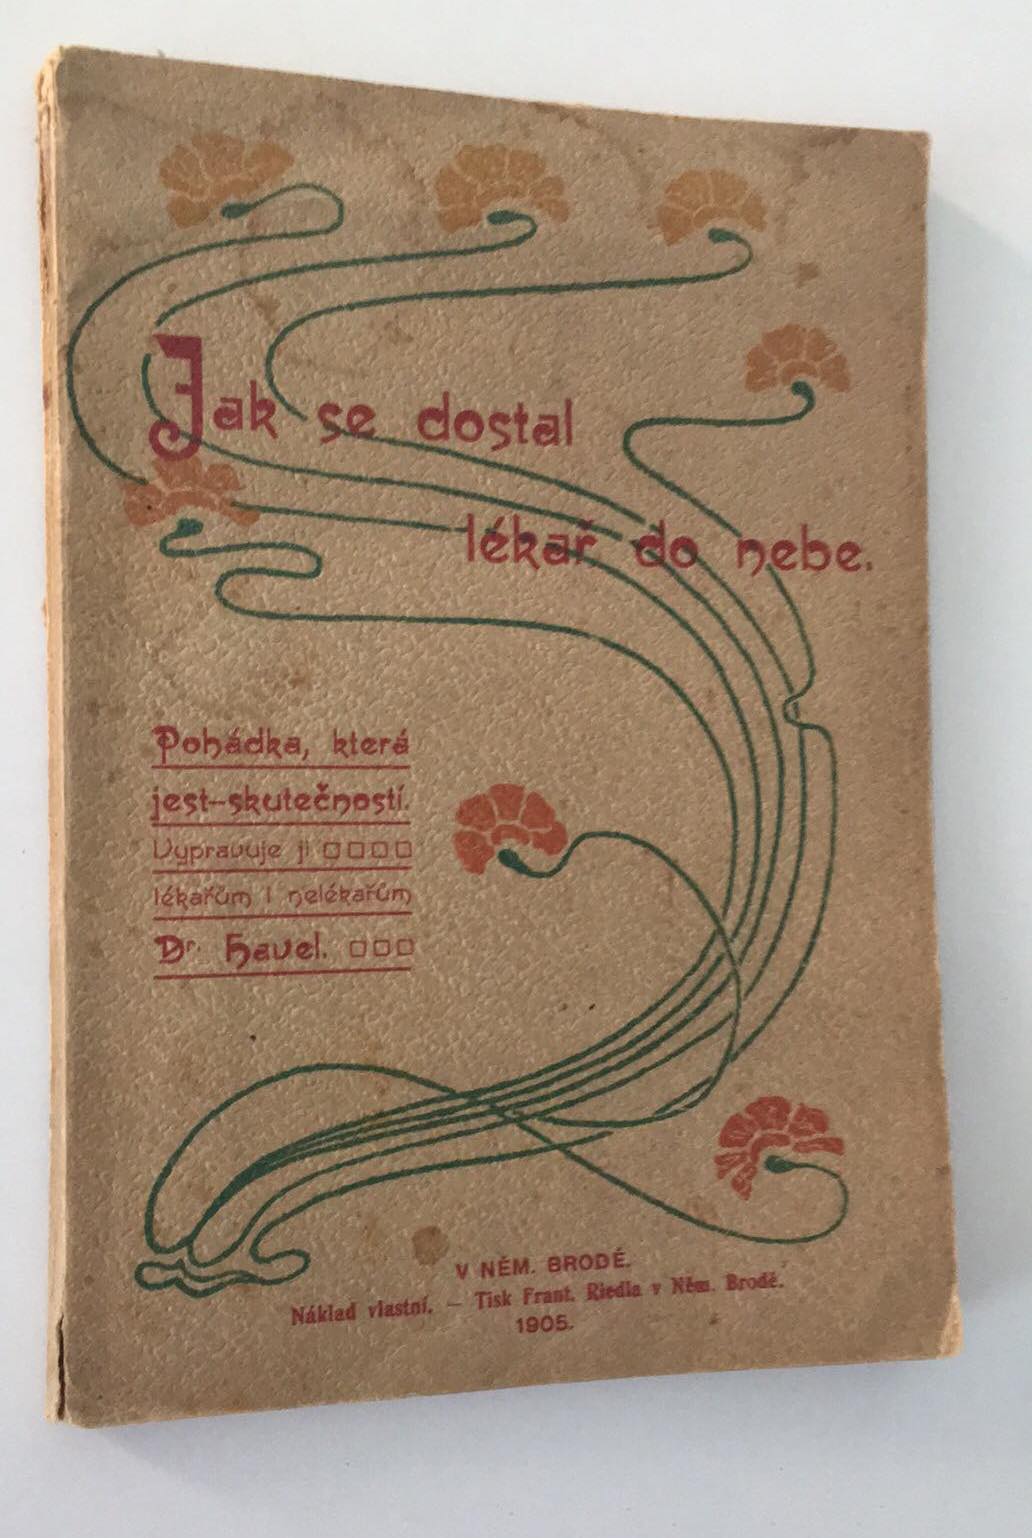 Jak se dostal
lékař do nebe.
Pohádka, která
jest-skutečností.
Vypravuje ji
lékařům i nelékařům
Dr. Havel.
V NĚM. BRODĚ.
Náklad vlastní. — Tisk Frant. Riedla v Něm. Brodě.
1905.